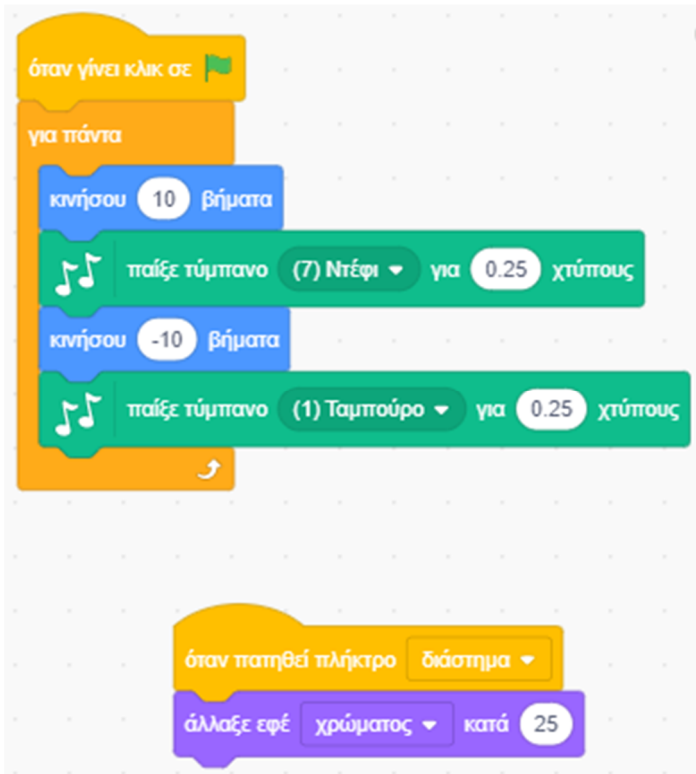 όταν γίνει κλικ σε
για πάντα
κινήσου 10 βήματα
παίξε τύμπανο (7) Ντέφι για 0.25 χτύπους
κινήσου -10 βήματα
παίξε τύμπανο (1) Ταμπούρο για 0.25 χτύπους
όταν πατηθεί πλήκτρο διάστημα
άλλαξε εφέ χρώματος κατά 25